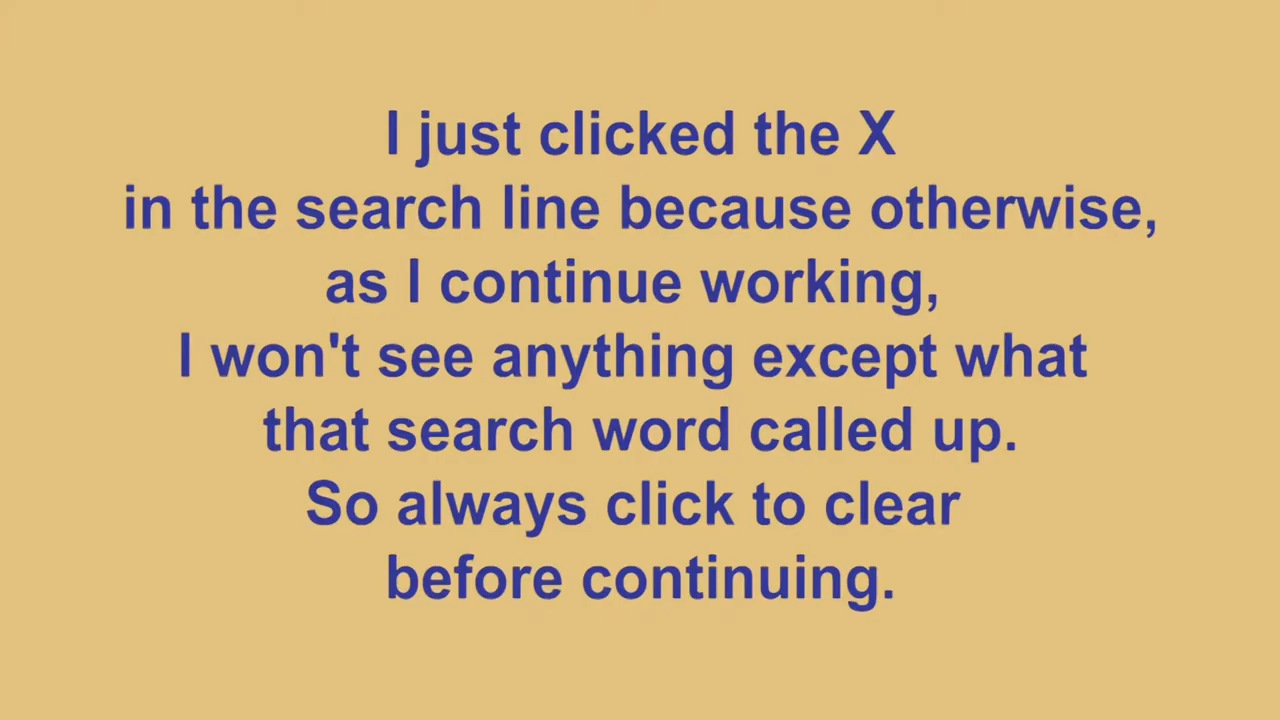 I just clicked the X
in the search line because otherwise,
as I continue working,
I won't see anything except what
that search word called up.
So always click to clear
before continuing.